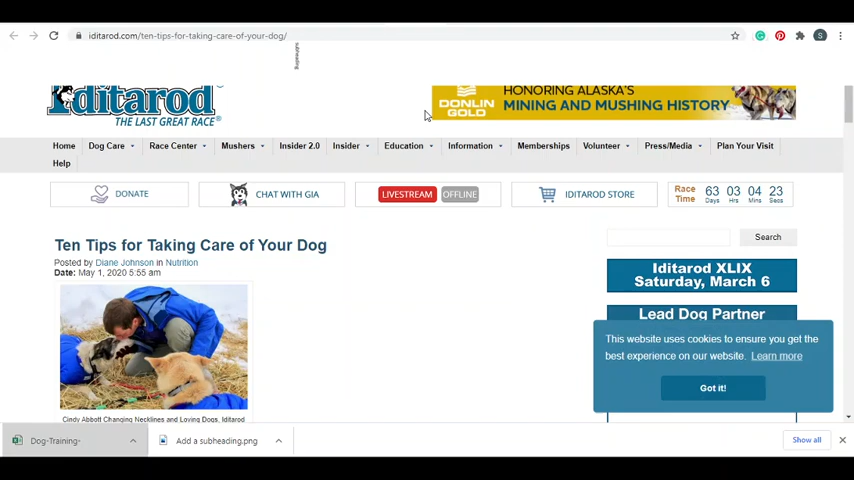 iditarod.com/ten-tips-for-taking-care-of-your-dog/
S
subheading
Iditarod®
THE LAST GREAT RACE®
DONLIN
GOLD
HONORING ALASKA'S
MINING AND MUSHING HISTORY
Home Dog Care Race Center Mushers Insider 2.0 Insider Education Information Memberships Volunteer Press/Media Plan Your Visit
Help
DONATE
CHAT WITH GIA
LIVESTREAM OFFLINE
IDITAROD STORE
Race 63 03 04 23
Time Days Hrs Mins Secs
Search
Ten Tips for Taking Care of Your Dog
Posted by Diane Johnson in Nutrition
Date: May 1, 2020 5:55 am
Iditarod XLIX
Saturday, March 6
Lead Dog Partner
This website uses cookies to ensure you get the
best experience on our website. Learn more
Got it!
Cindy Abbott Changing Necklines and Loving Dogs, Iditarod
Dog-Training-
Add a subheading.png
Show all